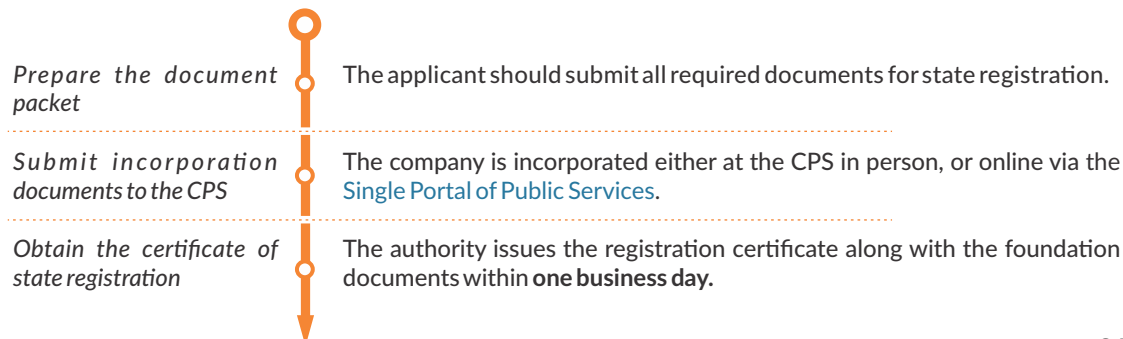 Prepare the document
packet
The applicant should submit all required documents for state registration.
Submit incorporation
documents to the CPS
The company is incorporated either at the CPS in person, or online via the
Single Portal of Public Services.
Obtain the certificate of
state registration
The authority issues the registration certificate along with the foundation
documents within one business day.